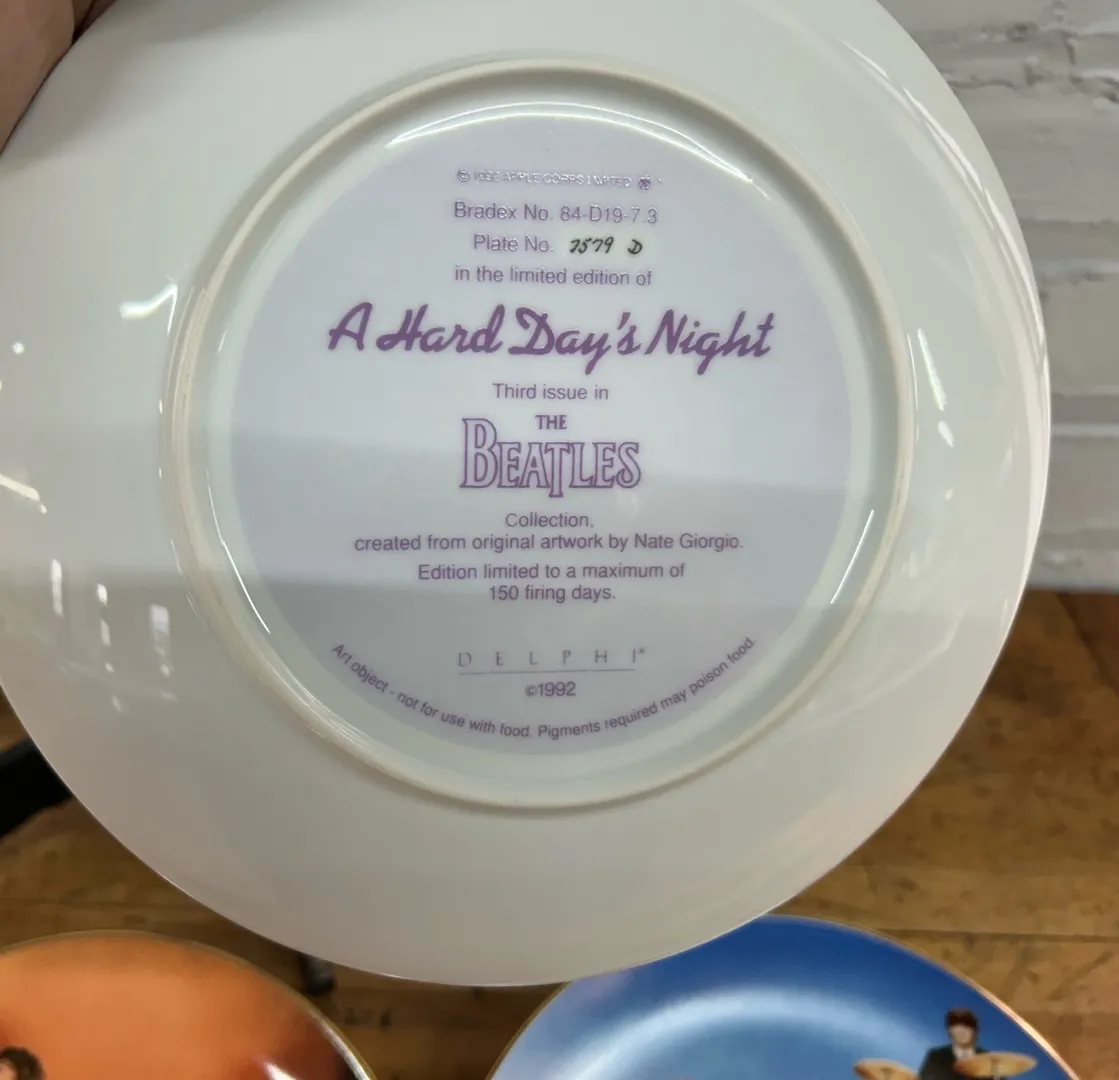 © 1992 APPLE CORPS LIMITED
Bradex No. 84-D19-7.3
Plate No. 7579 D
in the limited edition of
A Hard Day's Night
Third issue in
THE
BEATLES
Collection,
created from original artwork by Nate Giorgio.
Edition limited to a maximum of
150 firing days.
DELPHI
©1992
Art object - not for use with food. Pigments required may poison food.